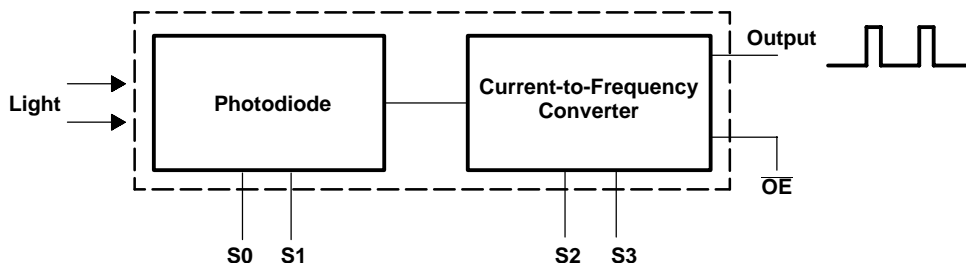 Output
Light
Photodiode
Current-to-Frequency
Converter
OE
S0
S1
S2
S3